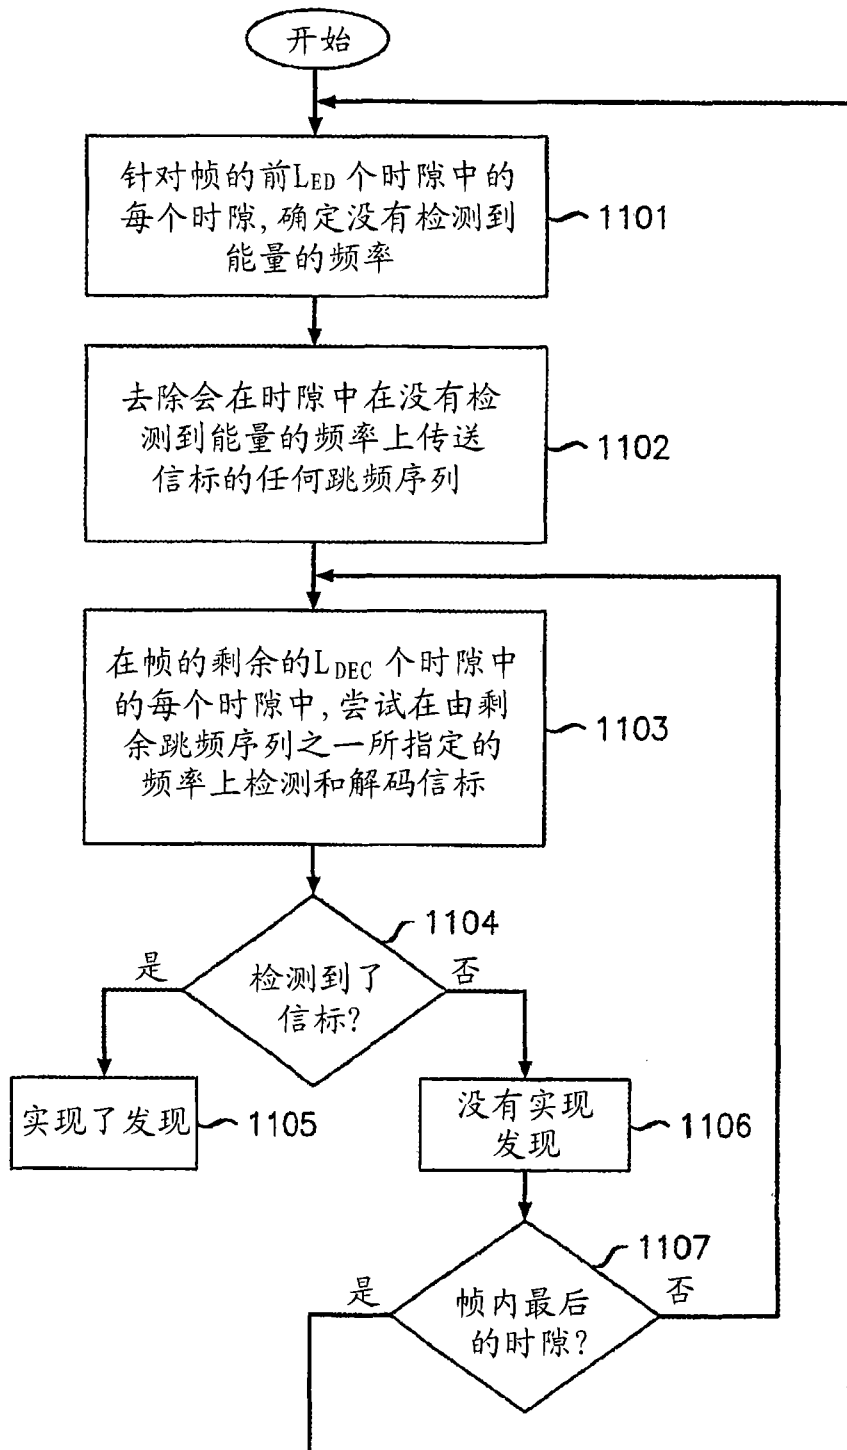 开始
针对帧的前LED 个时隙中的
每个时隙,确定没有检测到
能量的频率
1101
去除会在时隙中在没有检
测到能量的频率上传送
信标的任何跳频序列
1102
在帧的剩余的LDEC 个时隙中
的每个时隙中,尝试在由剩
余跳频序列之一所指定的
频率上检测和解码信标
1103
1104
是
否
检测到了
信标?
实现了发现
1105
没有实现
发现
1106
1107
是
否
帧内最后
的时隙?